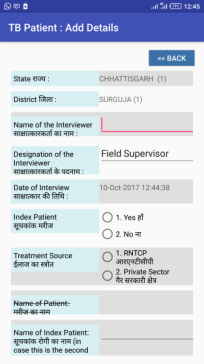 12:45
TB Patient : Add Details
<< BACK
State राज्य :
CHHATTISGARH (1)
District जिला :
SURGUJA (1)
Name of the Interviewer
साक्षात्कारकर्ता का नाम :
Designation of the
Interviewer
साक्षात्कारकर्ता के पदनाम :
Field Supervisor
Date of Interview
साक्षात्कार की तिथि :
10-Oct-2017 12:44:38
Index Patient
सूचकांक मरीज
1. Yes हाँ
2. No ना
Treatment Source
ईलाज का स्त्रोत
1. RNTCP
आरएनटीसीपी
2. Private Sector
गैर सरकारी क्षेत्र
Name of Patient:
मरीज का नाम
Name of Index Patient:
सूचकांक रोगी का नाम (in
case this is the second